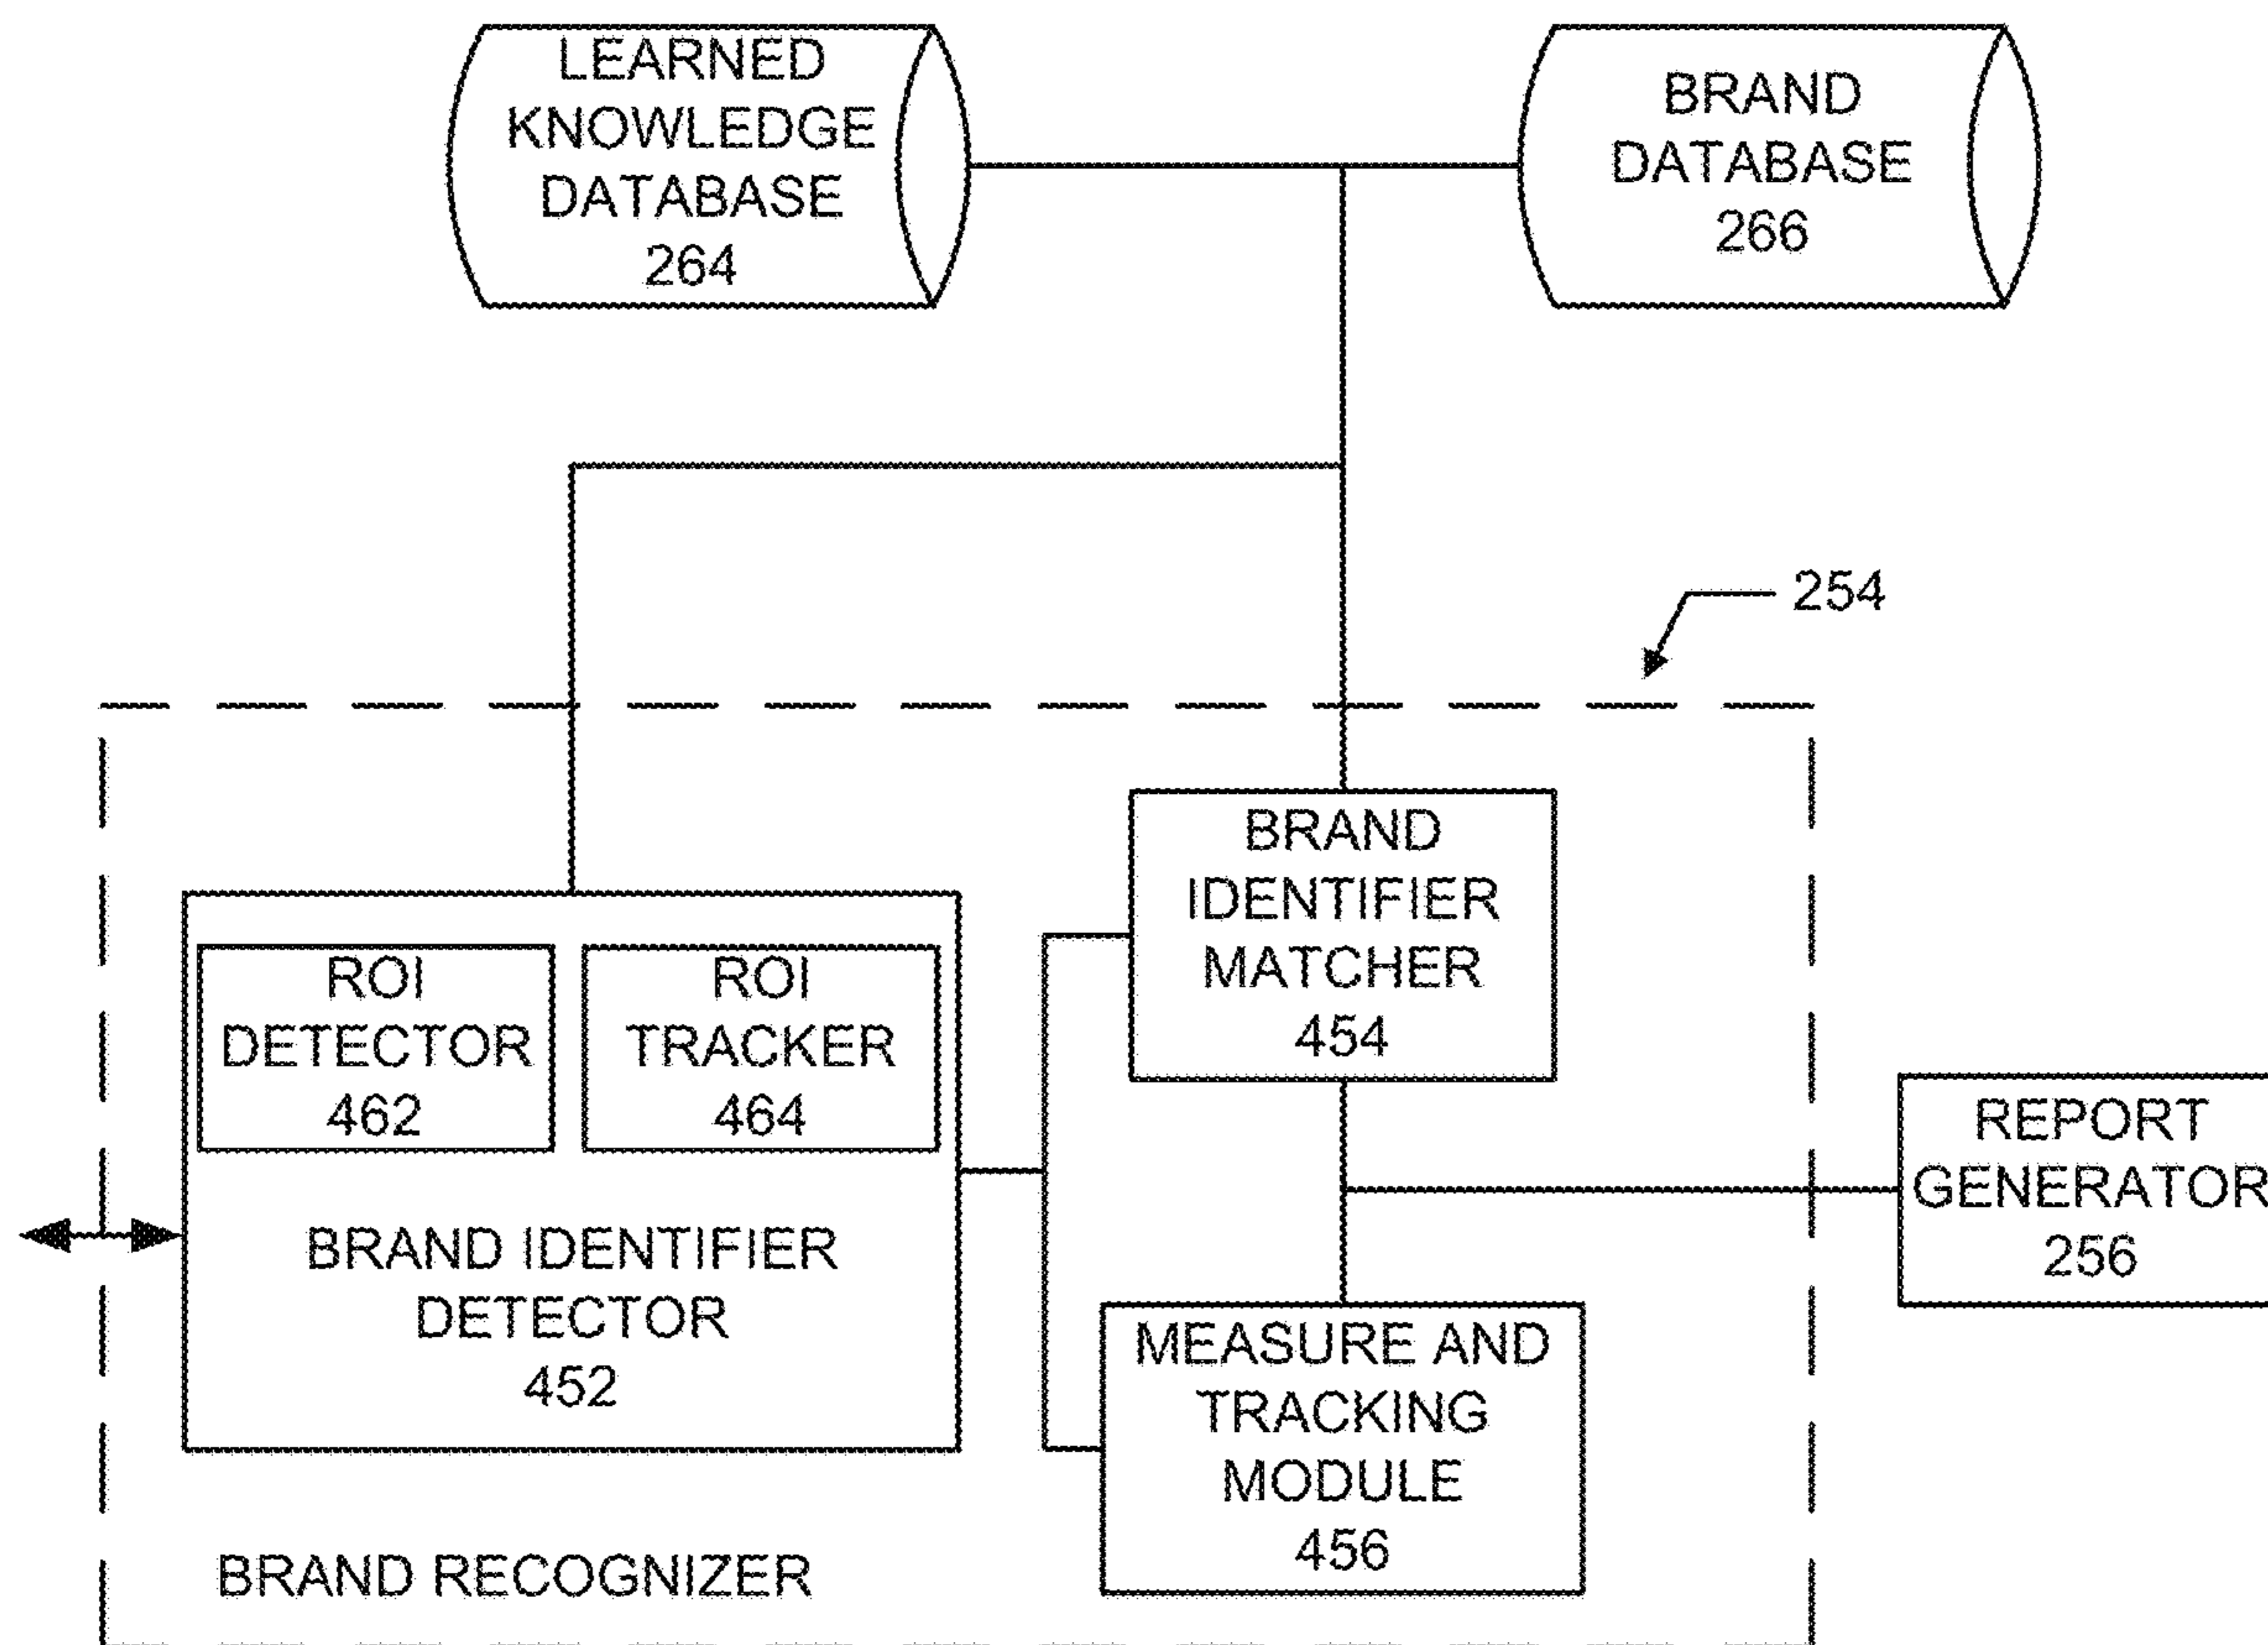 LEARNED
KNOWLEDGE
DATABASE
264
BRAND
DATABASE
266
254
BRAND
IDENTIFIER
MATCHER
454
ROI
DETECTOR
462
ROI
TRACKER
464
BRAND IDENTIFIER
DETECTOR
452
REPORT
GENERATOR
256
MEASURE AND
TRACKING
MODULE
456
BRAND RECOGNIZER